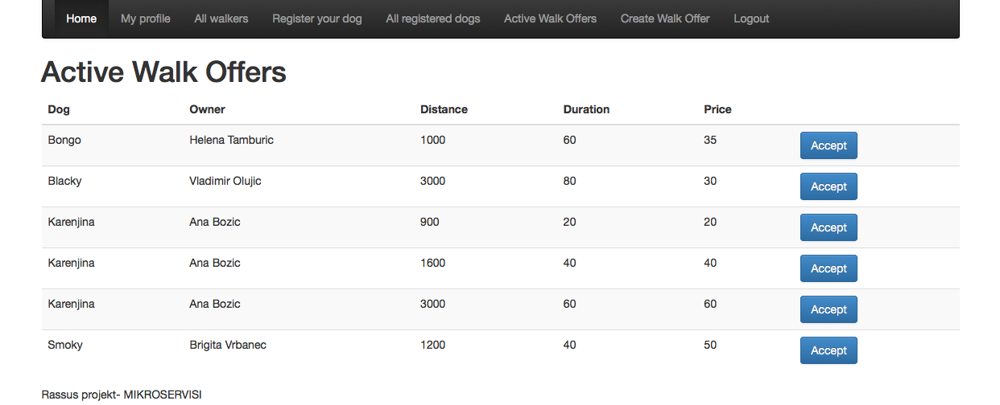 Home My profile All walkers Register your dog All registered dogs Active Walk Offers Create Walk Offer Logout
Active Walk Offers
Dog Owner Distance Duration Price
Bongo Helena Tamburic 1000 60 35 Accept
Blacky Vladimir Olujic 3000 80 30 Accept
Karenjina Ana Bozic 900 20 20 Accept
Karenjina Ana Bozic 1600 40 40 Accept
Karenjina Ana Bozic 3000 60 60 Accept
Smoky Brigita Vrbanec 1200 40 50 Accept
Rassus projekt- MIKROSERVISI